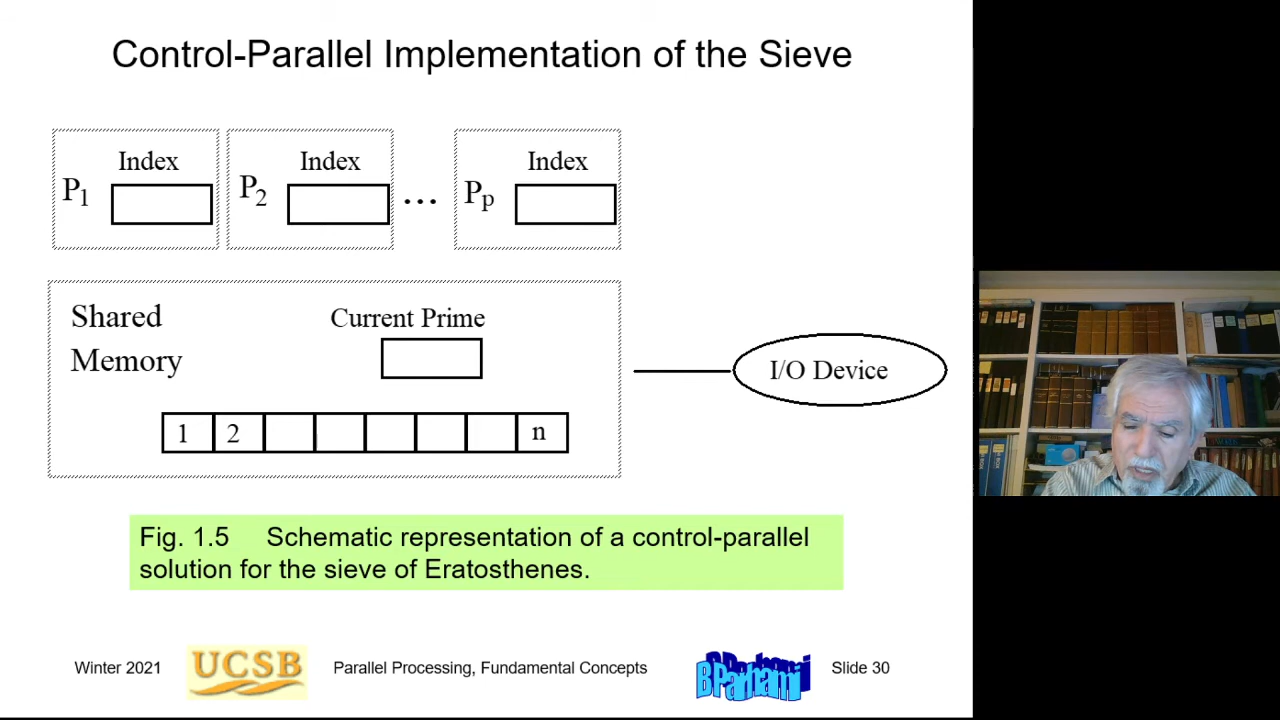 Control-Parallel Implementation of the Sieve
Index Index Index
P1 P2 ... Pp
Shared
Memory
Current Prime
I/O Device
1 2 n
Fig. 1.5 Schematic representation of a control-parallel
solution for the sieve of Eratosthenes.
Winter 2021 UCSB Parallel Processing, Fundamental Concepts BParhami Slide 30